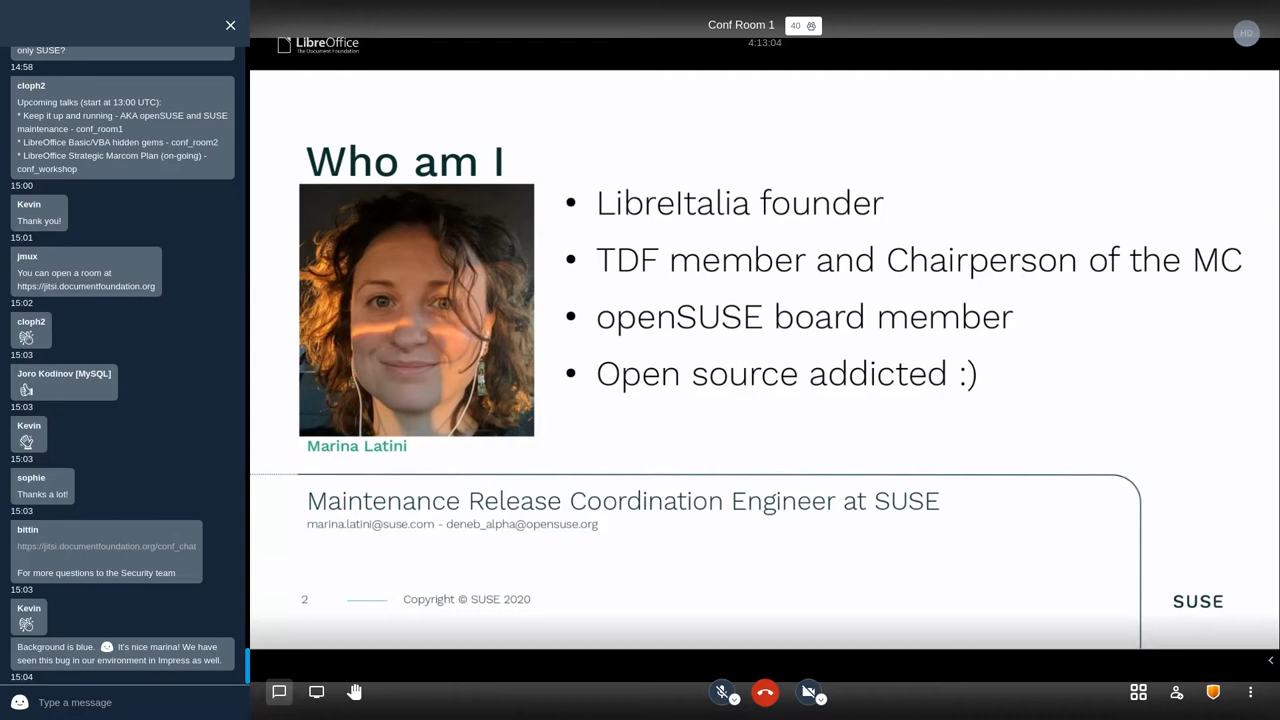 only SUSE?
14:58
cloph2
Upcoming talks (start at 13:00 UTC):
* Keep it up and running - AKA openSUSE and SUSE
maintenance - conf_room1
* LibreOffice Basic/VBA hidden gems - conf_room2
* LibreOffice Strategic Marcom Plan (on-going) -
conf_workshop
15:00
Kevin
Thank you!
15:01
jmux
You can open a room at
https://jitsi.documentfoundation.org
15:02
cloph2
15:03
Joro Kodinov [MySQL]
15:03
Kevin
15:03
sophie
Thanks a lot!
15:03
bittin
https://jitsi.documentfoundation.org/conf_chat
For more questions to the Security team
15:03
Kevin
Background is blue. It's nice marina! We have
seen this bug in our environment in Impress as well.
15:04
Type a message
Conf Room 1 40
4:13:04
HD
LibreOffice
The Document Foundation
Who am I
• LibreItalia founder
• TDF member and Chairperson of the MC
• openSUSE board member
• Open source addicted :)
Marina Latini
Maintenance Release Coordination Engineer at SUSE
marina.latini@suse.com - deneb_alpha@opensuse.org
2
Copyright © SUSE 2020
SUSE